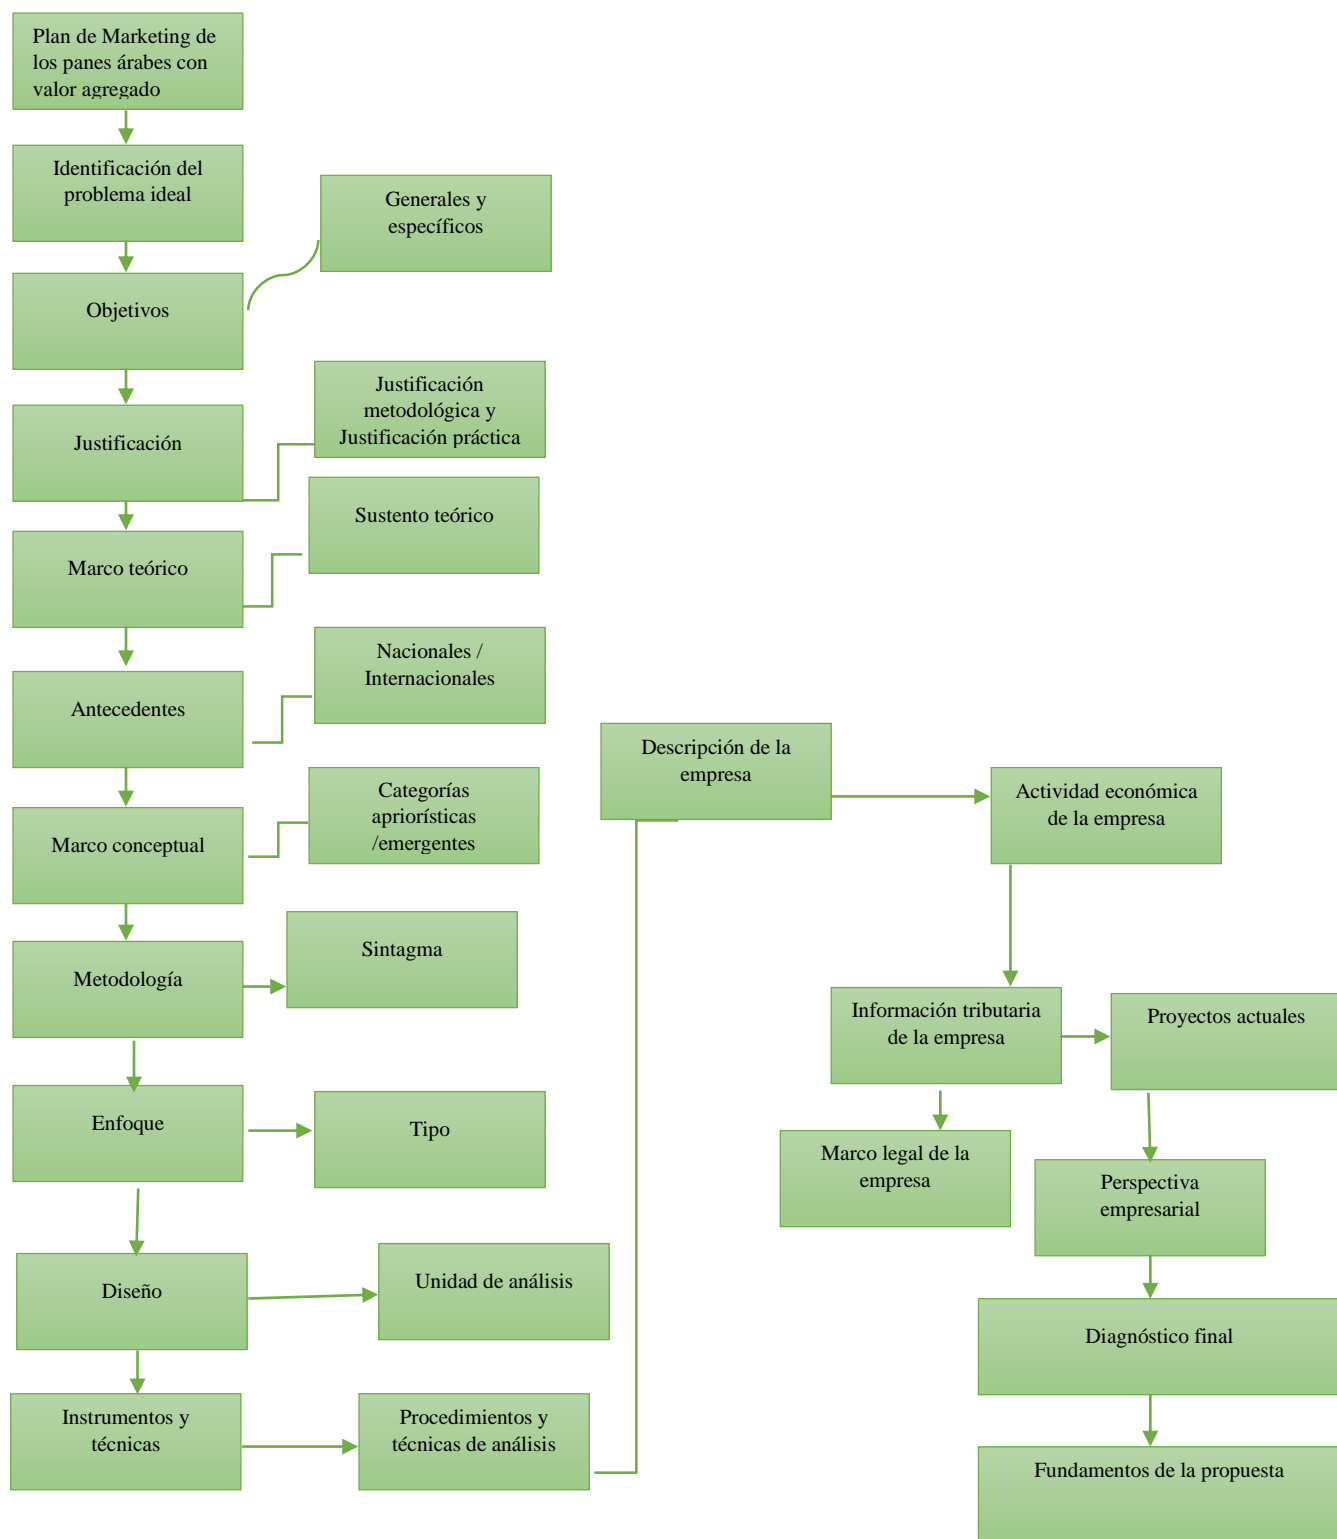 Plan de Marketing de
los panes árabes con
valor agregado
Identificación del
problema ideal
Generales y
específicos
Objetivos
Justificación
metodológica y
Justificación práctica
Justificación
Sustento teórico
Marco teórico
Nacionales /
Internacionales
Antecedentes
Categorías
apriorísticas
/emergentes
Marco conceptual
Sintagma
Metodología
Enfoque
Tipo
Diseño
Unidad de análisis
Instrumentos y
técnicas
Procedimientos y
técnicas de análisis
Descripción de la
empresa
Actividad económica
de la empresa
Información tributaria
de la empresa
Proyectos actuales
Marco legal de la
empresa
Perspectiva
empresarial
Diagnóstico final
Fundamentos de la propuesta